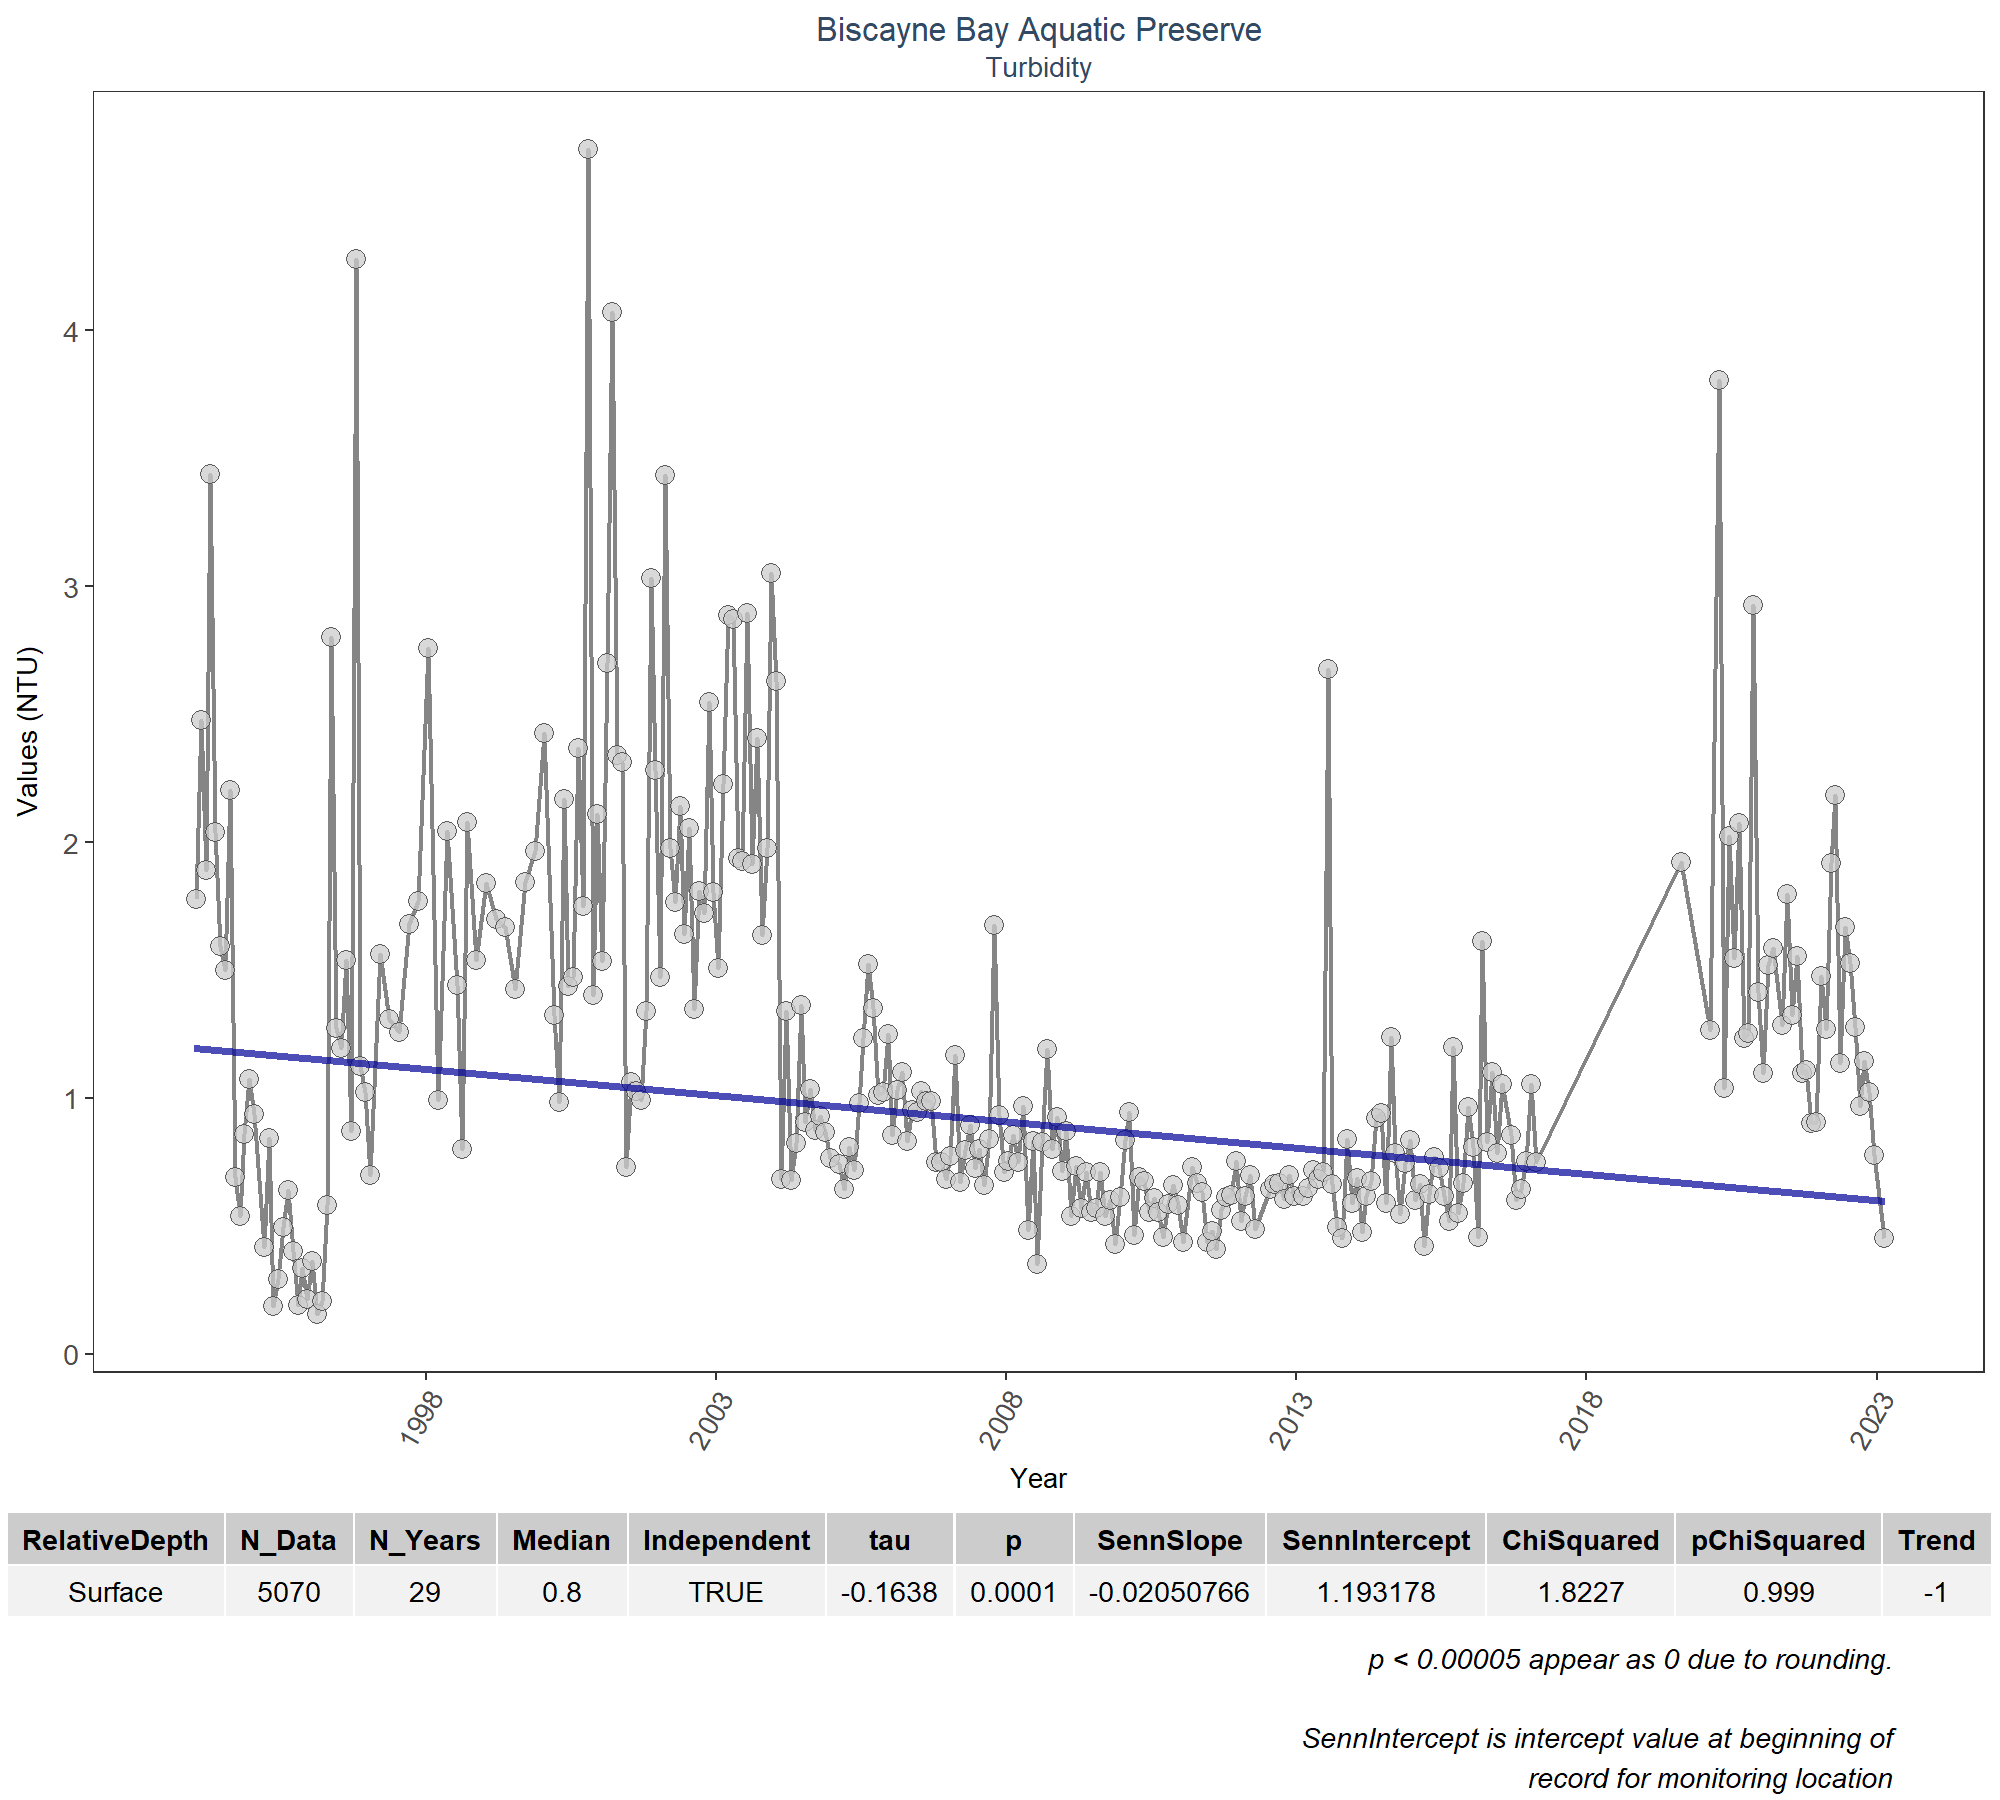 Biscayne Bay Aquatic Preserve
Turbidity
Values (NTU)
4
3
2
1
0
1998 2003 2008 2013 2018 2023
Year
RelativeDepth N_Data N_Years Median Independent tau p SennSlope SennIntercept ChiSquared pChiSquared Trend
Surface 5070 29 0.8 TRUE -0.1638 0.0001 -0.02050766 1.193178 1.8227 0.999 -1
p < 0.00005 appear as 0 due to rounding.
SennIntercept is intercept value at beginning of
record for monitoring location